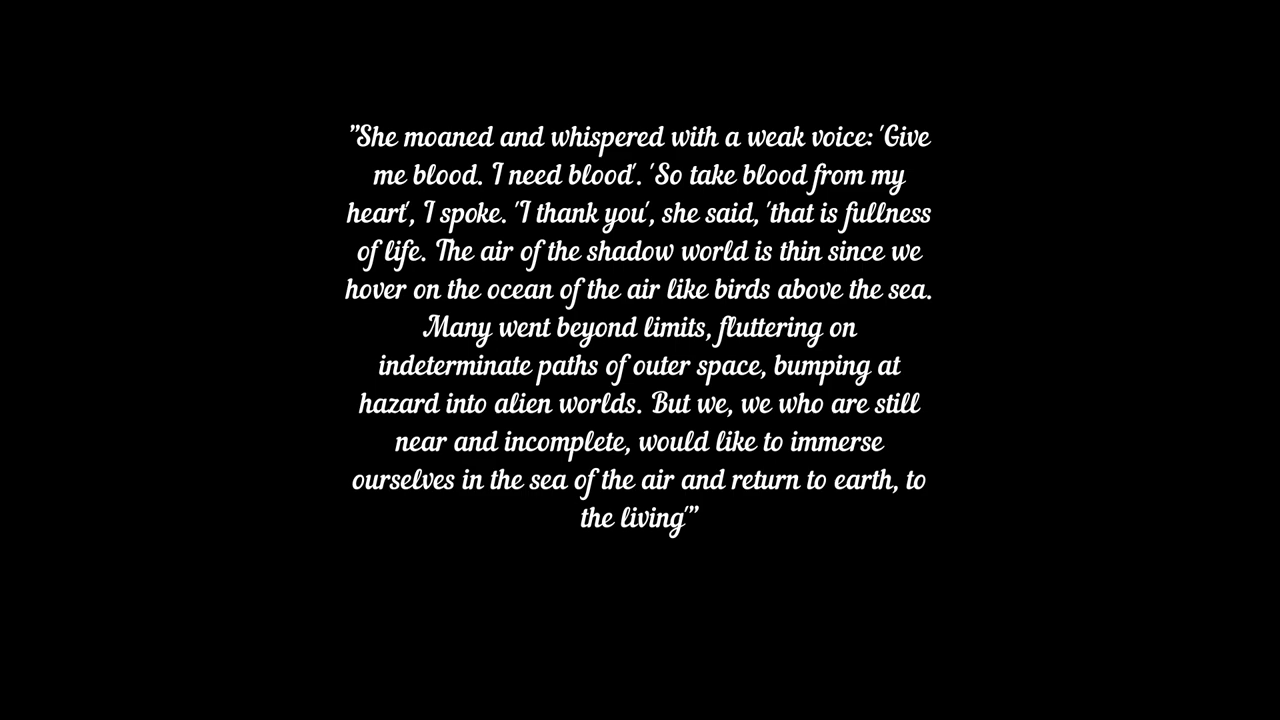 "She moaned and whispered with a weak voice: 'Give
me blood. I need blood'. 'So take blood from my
heart', I spoke. 'I thank you', she said, 'that is fullness
of life. The air of the shadow world is thin since we
hover on the ocean of the air like birds above the sea.
Many went beyond limits, fluttering on
indeterminate paths of outer space, bumping at
hazard into alien worlds. But we, we who are still
near and incomplete, would like to immerse
ourselves in the sea of the air and return to earth, to
the living'"